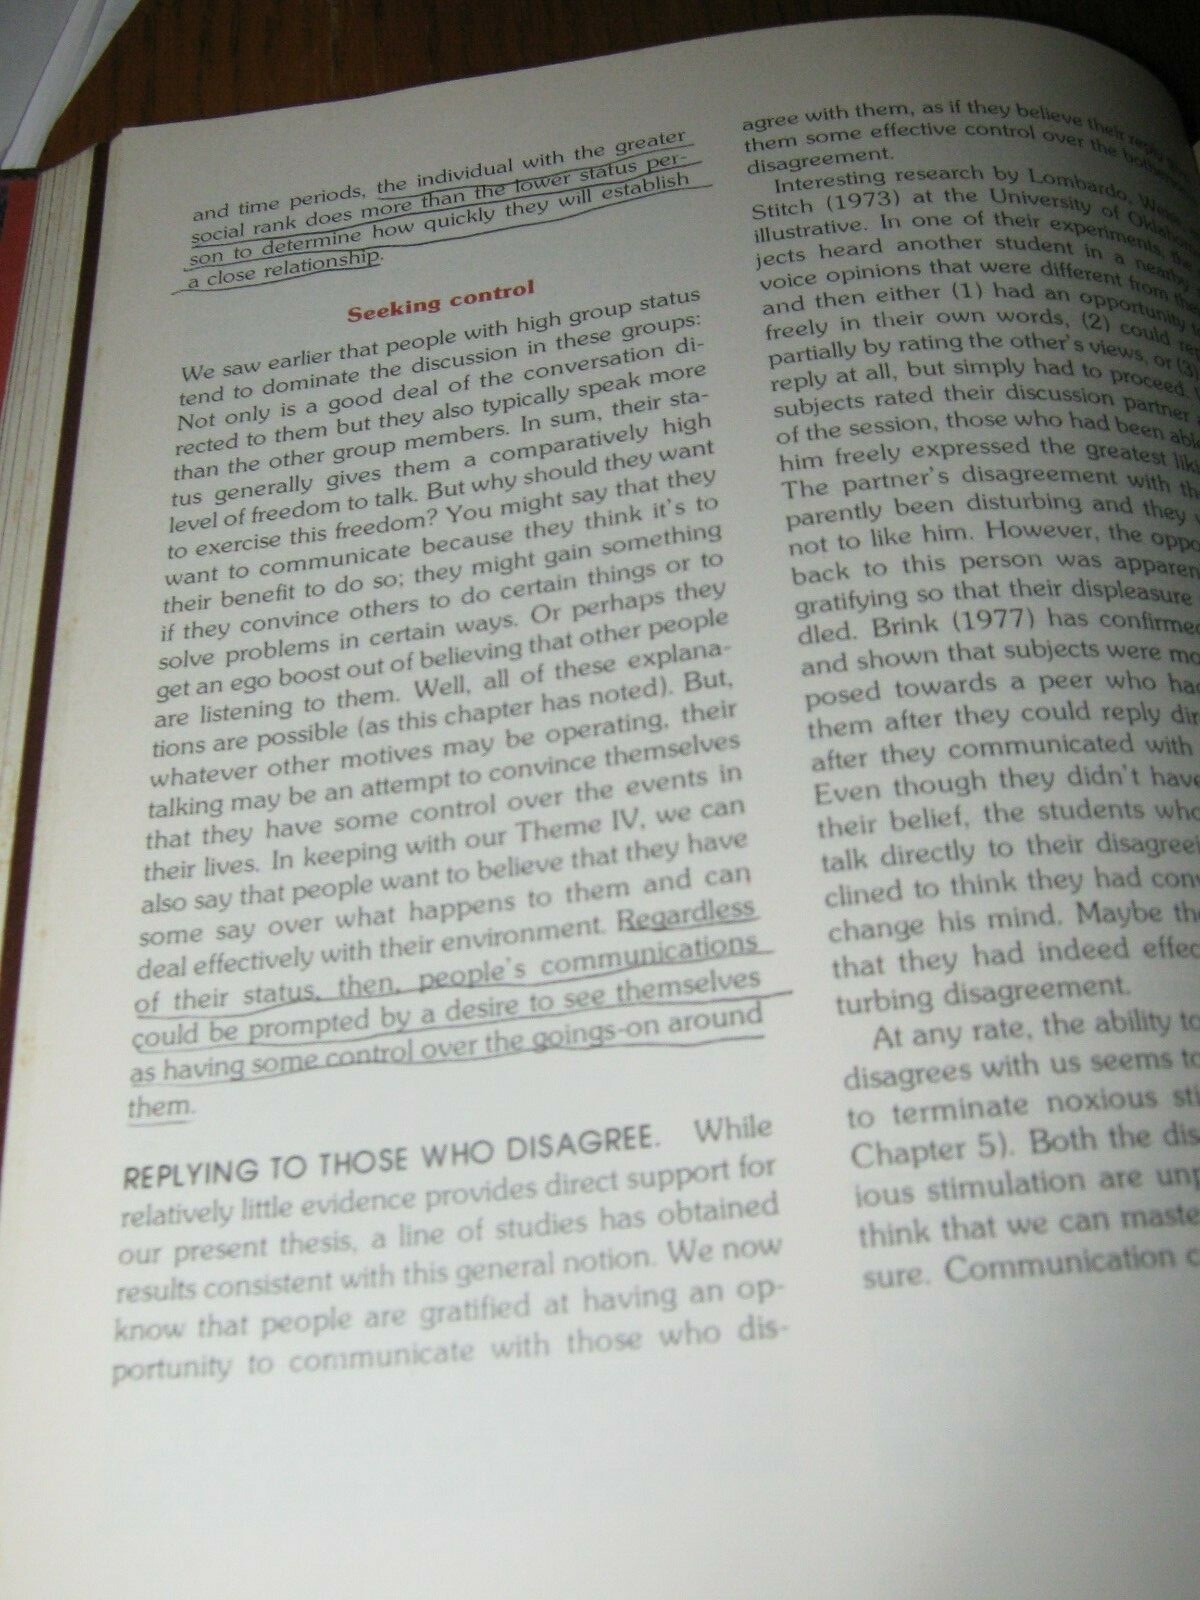 and time periods, the individual with the greater
social rank does more than the lower status per-
son to determine how quickly they will establish
a close relationship.
Seeking control
We saw earlier that people with high group status
tend to dominate the discussion in these groups:
Not only is a good deal of the conversation di-
rected to them but they also typically speak more
than the other group members. In sum, their sta-
tus generally gives them a comparatively high
level of freedom to talk. But why should they want
to exercise this freedom? You might say that they
want to communicate because they think it's to
their benefit to do so; they might gain something
if they convince others to do certain things or to
solve problems in certain ways. Or perhaps they
get an ego boost out of believing that other people
are listening to them. Well, all of these explana-
tions are possible (as this chapter has noted). But,
whatever other motives may be operating, their
talking may be an attempt to convince themselves
that they have some control over the events in
their lives. In keeping with our Theme IV, we can
also say that people want to believe that they have
some say over what happens to them and can
deal effectively with their environment. Regardless
of their status, then, people's communications
could be prompted by a desire to see themselves
as having some control over the goings-on around
them.
REPLYING TO THOSE WHO DISAGREE. While
relatively little evidence provides direct support for
our present thesis, a line of studies has obtained
results consistent with this general notion. We now
know that people are gratified at having an op-
portunity to communicate with those who dis-
agree with them, as if they believe their reply
them some effective control over the
disagreement.
Interesting research by Lombardo,
Stitch (1973) at the University of
illustrative. In one of their experiments,
jects heard another student in a nearby
voice opinions that were different from
and then either (1) had an opportunity
freely in their own words, (2) could
partially by rating the other's views, or (3)
reply at all, but simply had to proceed.
subjects rated their discussion partner
of the session, those who had been able
him freely expressed the greatest
The partner's disagreement with
parently been disturbing and they
not to like him. However, the
back to this person was
gratifying so that their displeasure
dled. Brink (1977) has confirmed
and shown that subjects were
posed towards a peer who had
them after they could reply
after they communicated with
Even though they didn't have
their belief, the students who
talk directly to their
clined to think they had
change his mind. Maybe
that they had indeed
turbing disagreement.
At any rate, the ability to
disagrees with us seems to
to terminate noxious
Chapter 5). Both the
ious stimulation are
think that we can
sure. Communication